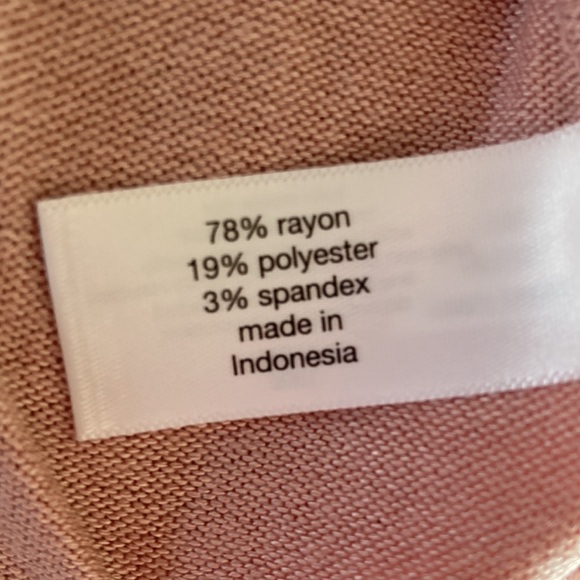 78% rayon
19% polyester
3% spandex
made in
Indonesia